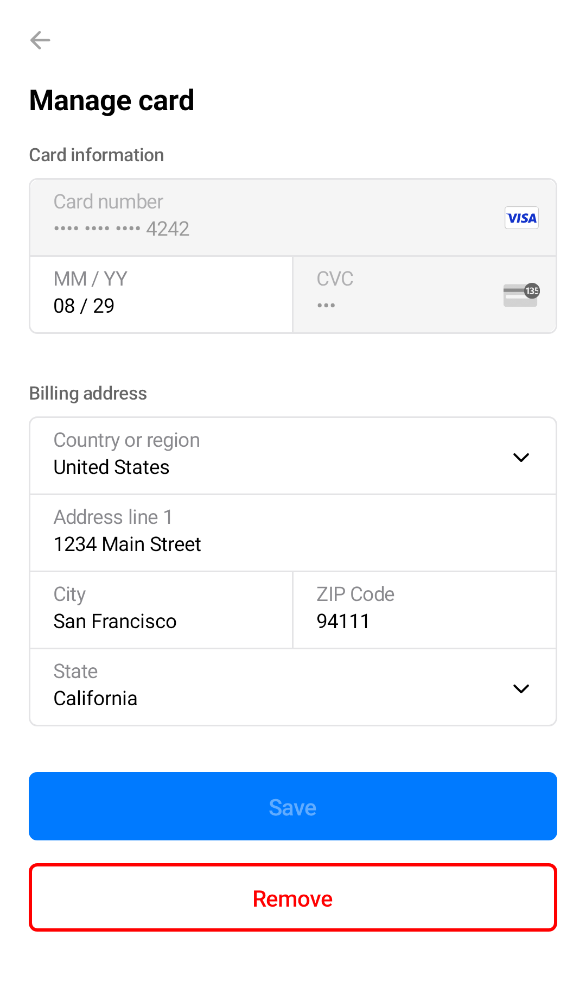 Manage card
Card information
Card number
•••• •••• •••• 4242
VISA
MM / YY
08 / 29
CVC
•••
135
Billing address
Country or region
United States
Address line 1
1234 Main Street
City
San Francisco
ZIP Code
94111
State
California
Save
Remove